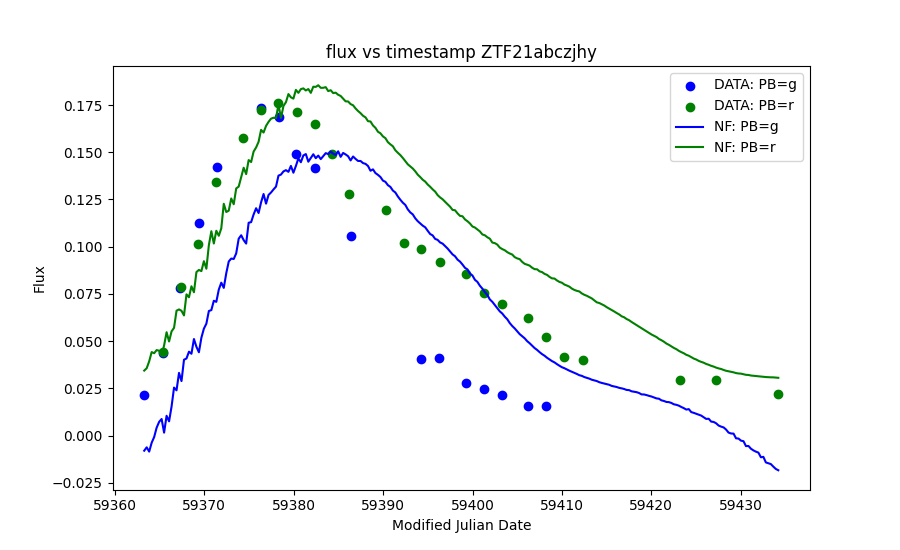 flux vs timestamp ZTF21abczjhy
DATA: PB=g
DATA: PB=r
NF: PB=g
NF: PB=r
Flux
0.175
0.150
0.125
0.100
0.075
0.050
0.025
0.000
−0.025
59360 59370 59380 59390 59400 59410 59420 59430
Modified Julian Date